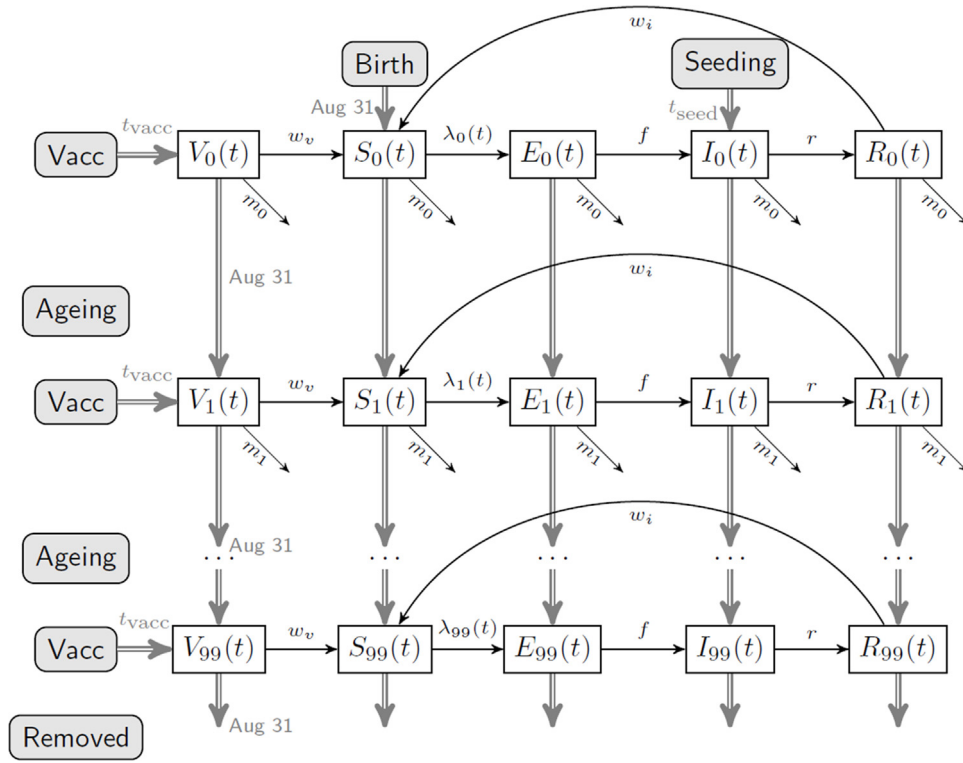 w_i
Birth
Seeding
Aug 31
t_seed
t_vacc
Vacc
V_0(t)
w_v
S_0(t)
λ_0(t)
E_0(t)
f
I_0(t)
r
R_0(t)
m_0
m_0
m_0
m_0
m_0
Aug 31
w_i
Ageing
t_vacc
Vacc
V_1(t)
w_v
S_1(t)
λ_1(t)
E_1(t)
f
I_1(t)
r
R_1(t)
m_1
m_1
m_1
m_1
m_1
w_i
Ageing
...
Aug 31
...
...
...
...
t_vacc
Vacc
V_99(t)
w_v
S_99(t)
λ_99(t)
E_99(t)
f
I_99(t)
r
R_99(t)
Aug 31
Removed